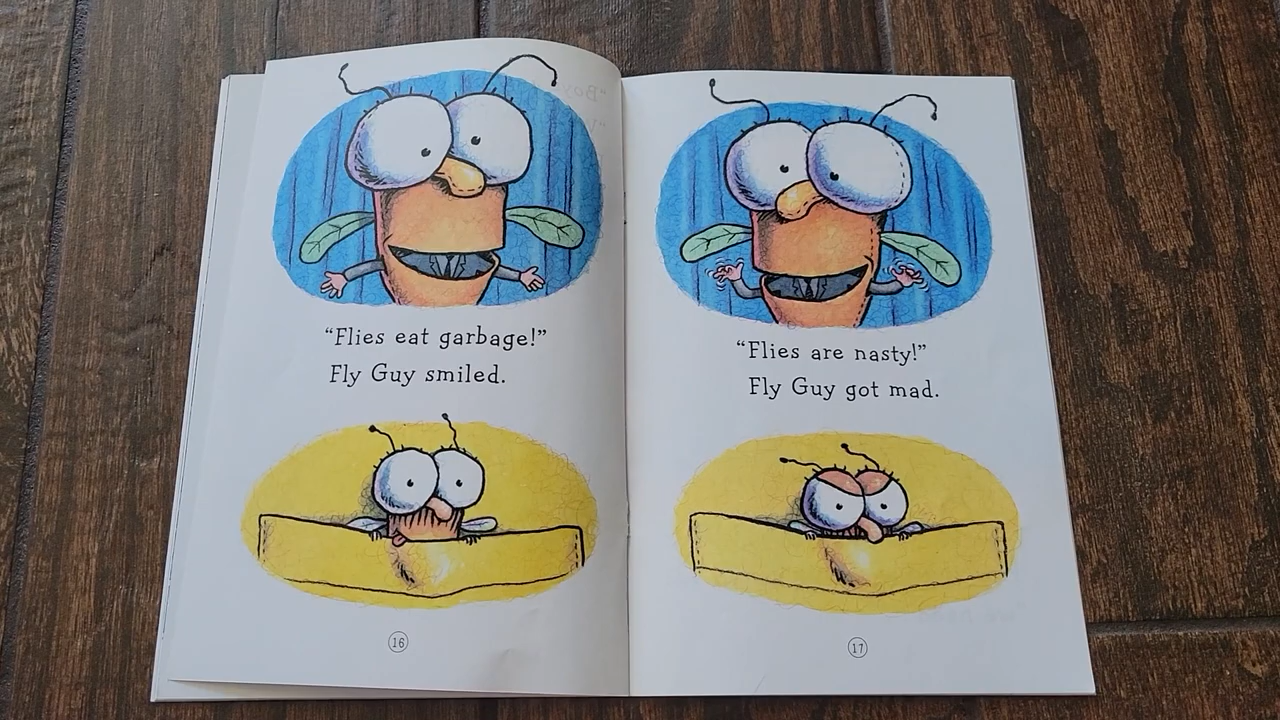 “Flies eat garbage!”
Fly Guy smiled.
16
“Flies are nasty!”
Fly Guy got mad.
17